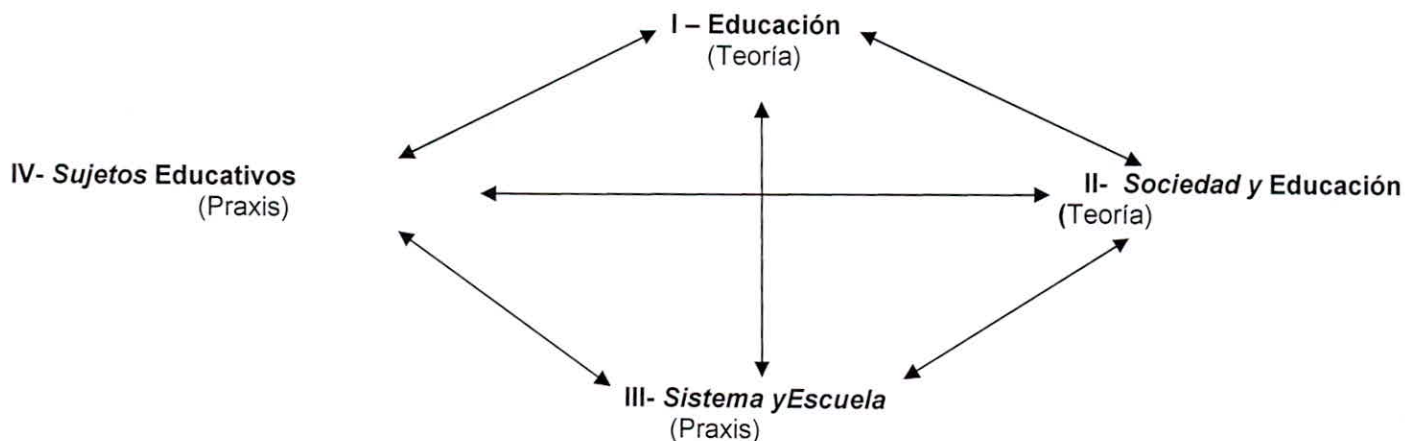 I – Educación
(Teoría)
IV- Sujetos Educativos
(Praxis)
II- Sociedad y Educación
(Teoría)
III- Sistema yEscuela
(Praxis)